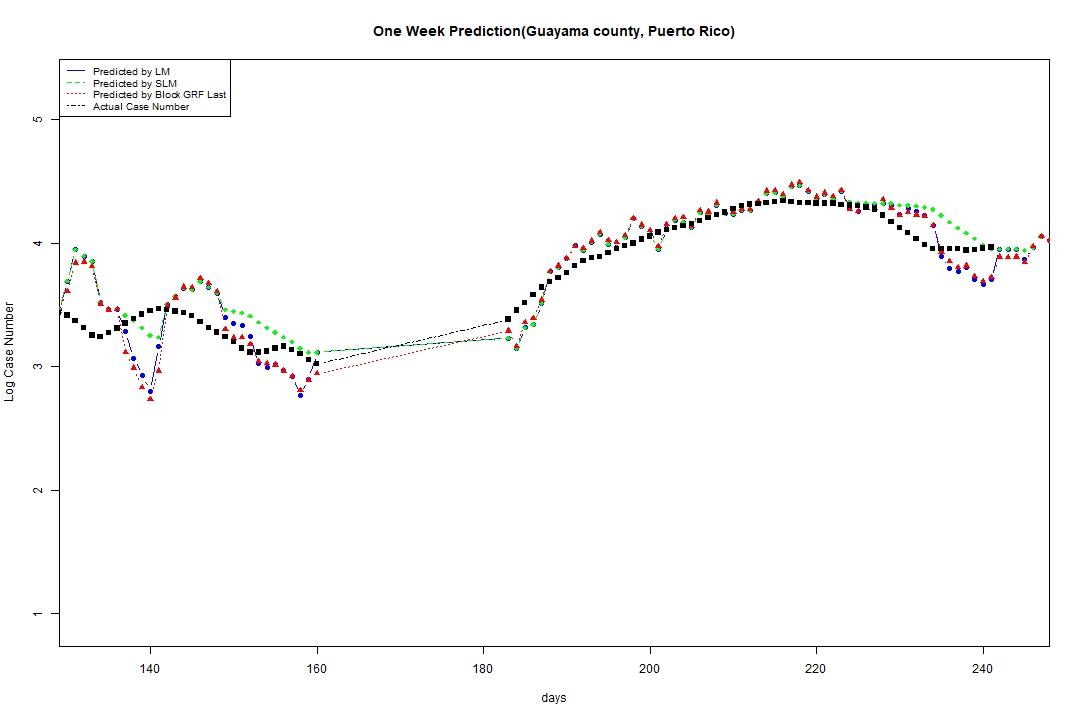 One Week Prediction(Guayama county, Puerto Rico)
Predicted by LM
Predicted by SLM
Predicted by Block GRF Last
Actual Case Number
5
4
3
2
1
Log Case Number
140 160 180 200 220 240
days